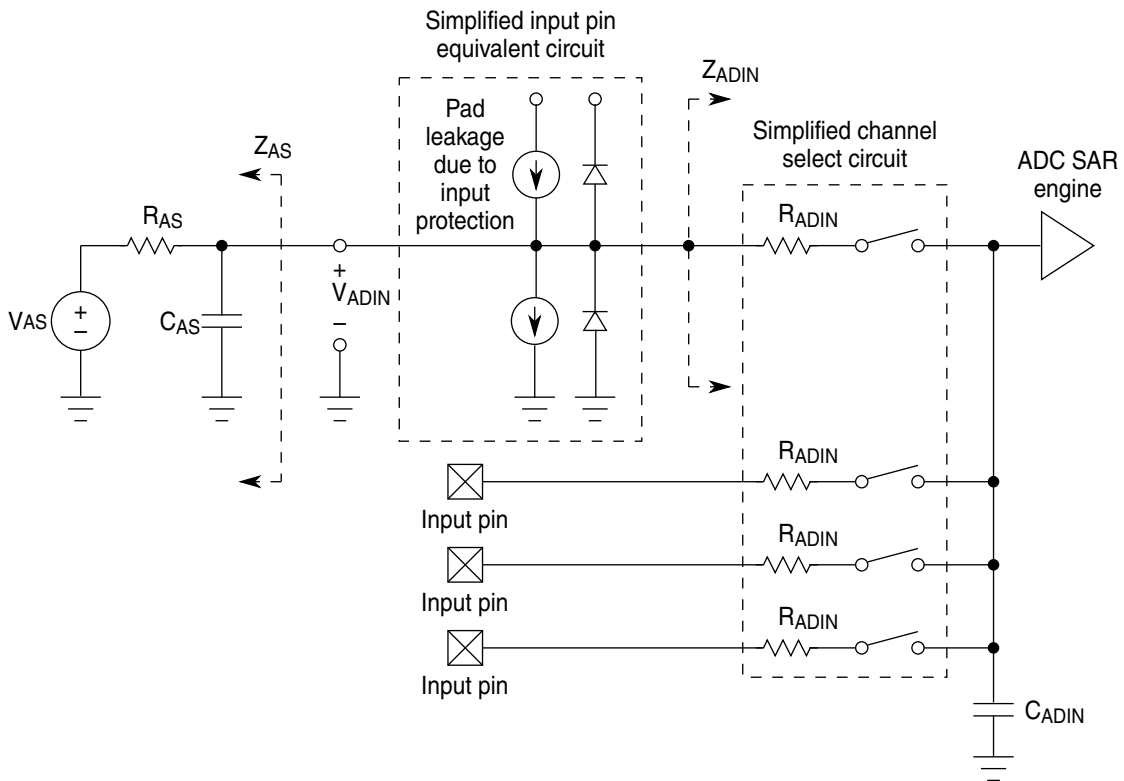 Simplified input pin
equivalent circuit
ZADIN
Pad
leakage
due to
input
protection
Simplified channel
select circuit
ADC SAR
engine
ZAS
RAS
RADIN
+
VADIN
–
VAS
+
–
CAS
RADIN
Input pin
RADIN
Input pin
RADIN
Input pin
CADIN